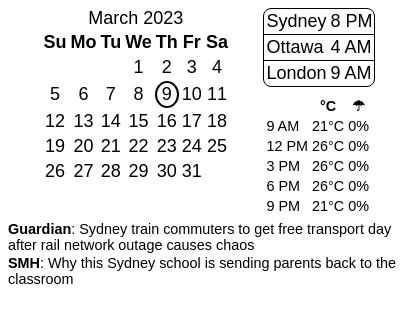 March 2023
Su Mo Tu We Th Fr Sa
1 2 3 4
5 6 7 8 9 10 11
12 13 14 15 16 17 18
19 20 21 22 23 24 25
26 27 28 29 30 31
Sydney 8 PM
Ottawa 4 AM
London 9 AM
°C ☂
9 AM 21°C 0%
12 PM 26°C 0%
3 PM 26°C 0%
6 PM 26°C 0%
9 PM 21°C 0%
Guardian: Sydney train commuters to get free transport day
after rail network outage causes chaos
SMH: Why this Sydney school is sending parents back to the
classroom